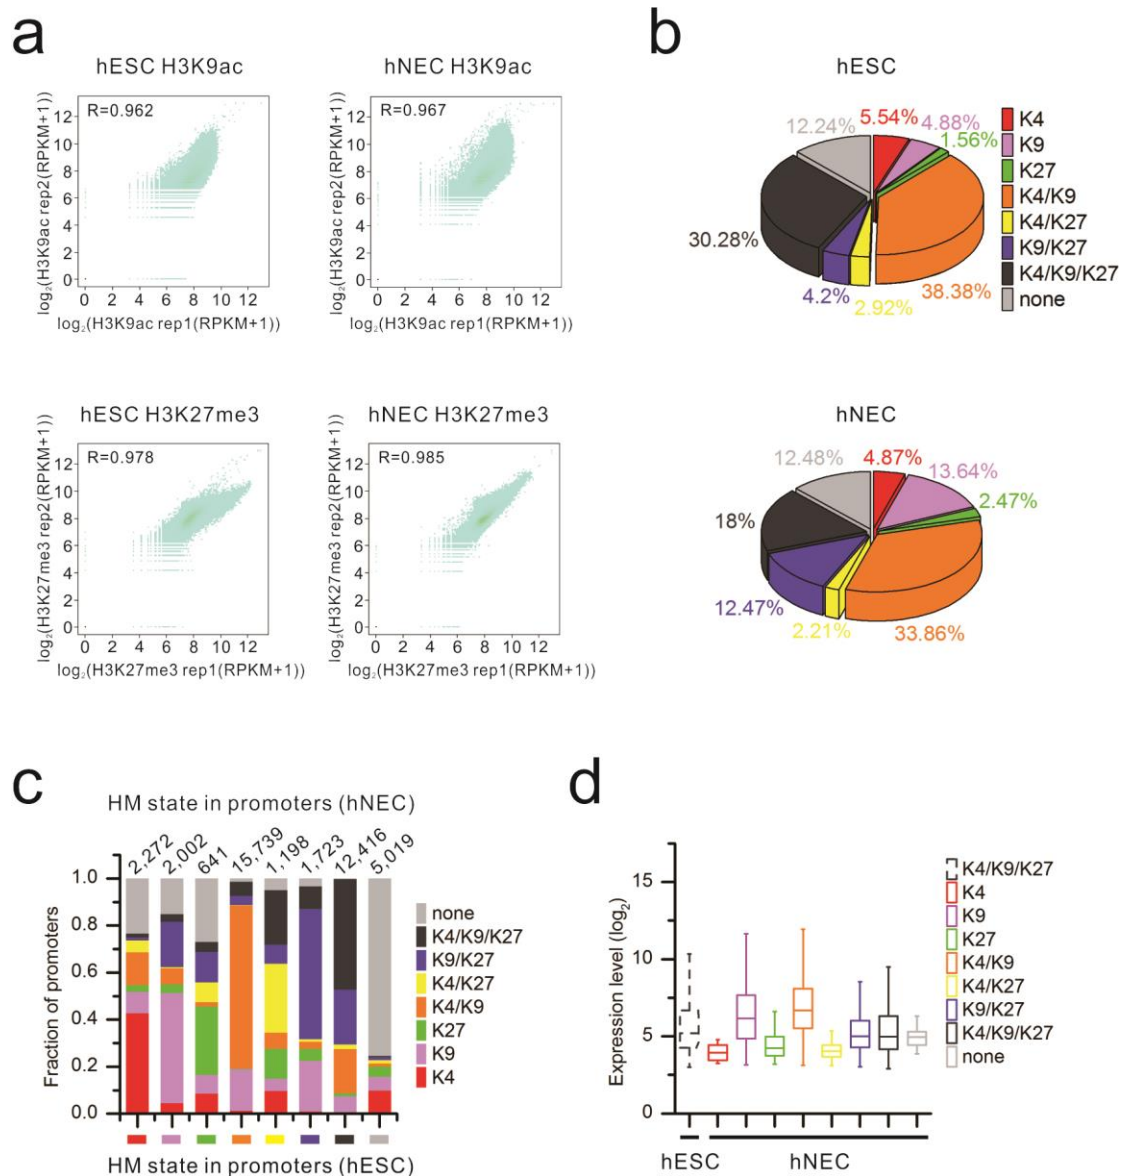 a
hESC H3K9ac
log₂(H3K9ac rep2(RPKM+1))
R=0.962
12
10
8
6
4
2
0
0 2 4 6 8 10 12
log₂(H3K9ac rep1(RPKM+1))
hNEC H3K9ac
log₂(H3K9ac rep2(RPKM+1))
R=0.967
12
10
8
6
4
2
0
0 2 4 6 8 10 12
log₂(H3K9ac rep1(RPKM+1))
hESC H3K27me3
log₂(H3K27me3 rep2(RPKM+1))
R=0.978
12
10
8
6
4
2
0
0 2 4 6 8 10 12
log₂(H3K27me3 rep1(RPKM+1))
hNEC H3K27me3
log₂(H3K27me3 rep2(RPKM+1))
R=0.985
12
10
8
6
4
2
0
0 2 4 6 8 10 12
log₂(H3K27me3 rep1(RPKM+1))
b
hESC
12.24%
5.54%
4.88%
1.56%
30.28%
4.2%
2.92%
38.38%
K4
K9
K27
K4/K9
K4/K27
K9/K27
K4/K9/K27
none
hNEC
12.48%
4.87%
13.64%
2.47%
18%
12.47%
2.21%
33.86%
c
HM state in promoters (hNEC)
2,272
2,002
641
15,739
1,198
1,723
12,416
5,019
Fraction of promoters
1.0
0.8
0.6
0.4
0.2
0.0
none
K4/K9/K27
K9/K27
K4/K27
K4/K9
K27
K9
K4
HM state in promoters (hESC)
d
Expression level (log₂)
15
10
5
0
hESC
hNEC
K4/K9/K27
K4
K9
K27
K4/K9
K4/K27
K9/K27
K4/K9/K27
none